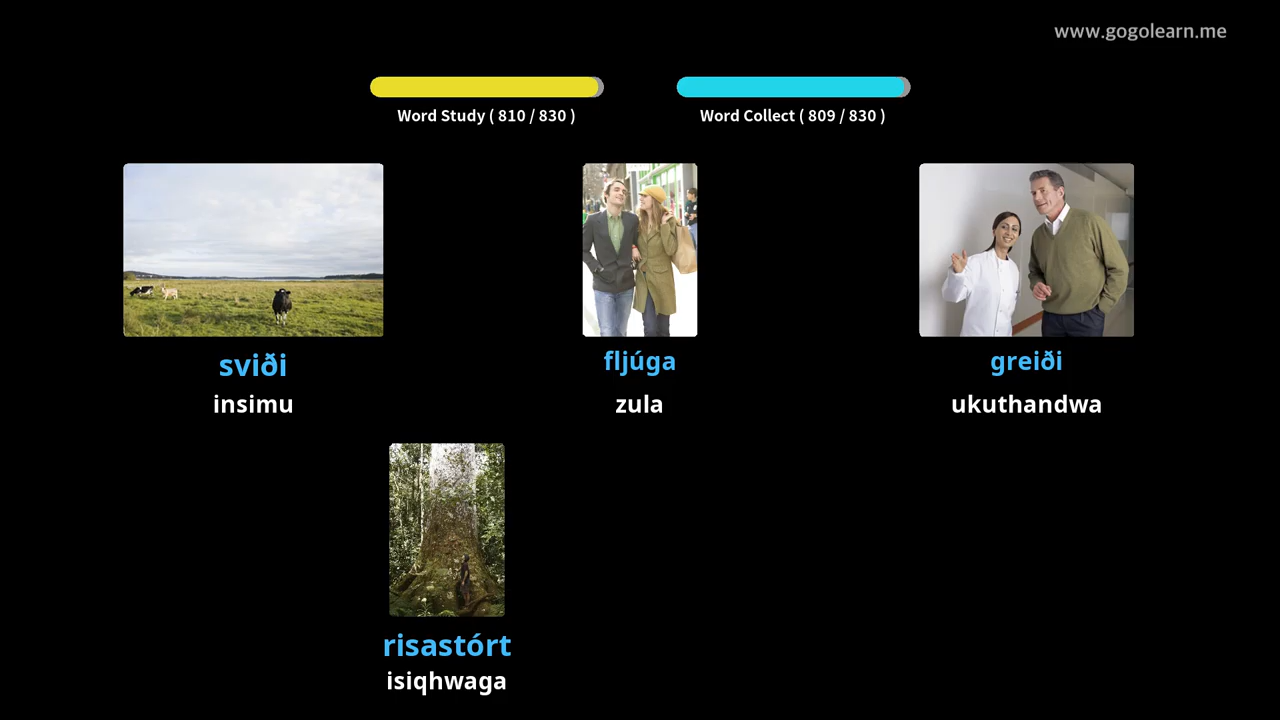 www.gogolearn.me
Word Study ( 810 / 830 )
Word Collect ( 809 / 830 )
sviði
insimu
fljúga
zula
greiði
ukuthandwa
risastórt
isiqhwaga